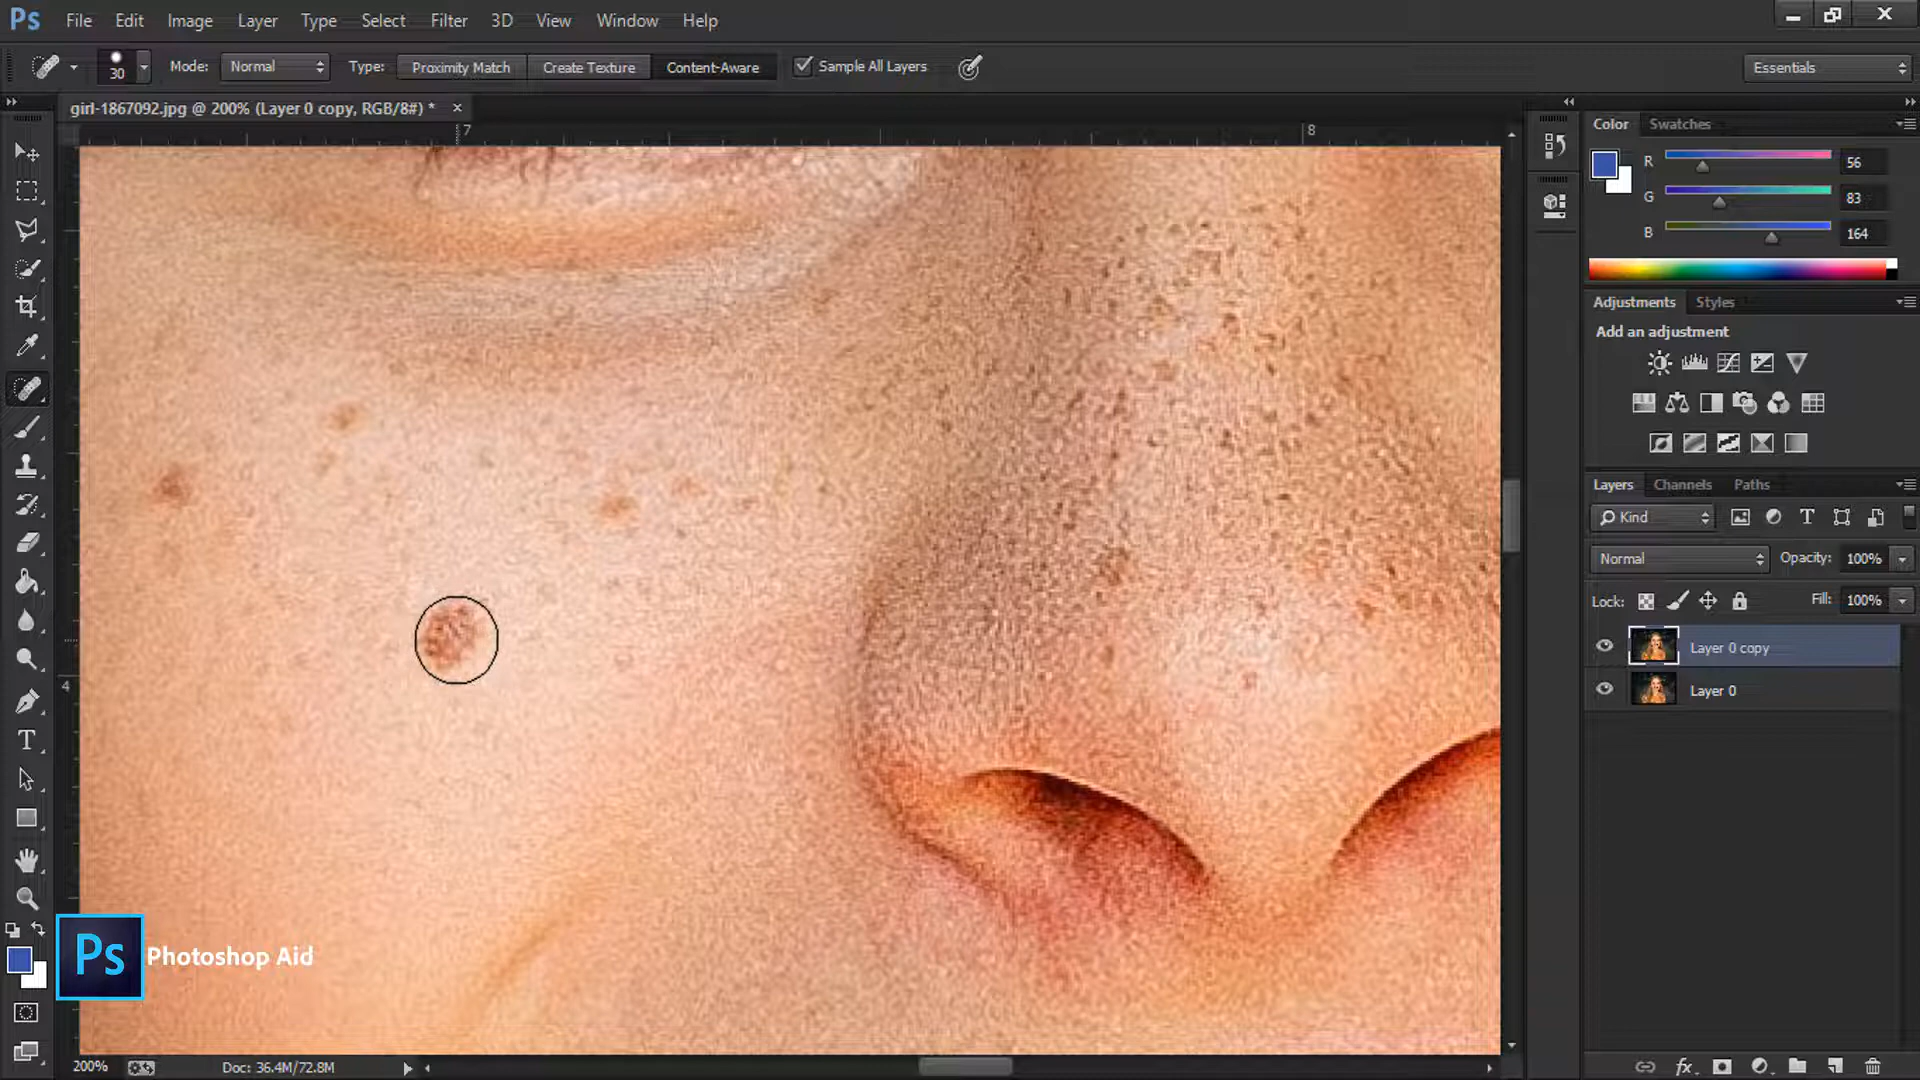 Ps File Edit Image Layer Type Select Filter 3D View Window Help
30 Mode: Normal Type: Proximity Match Create Texture Content-Aware Sample All Layers Essentials
girl-1867092.jpg @ 200% (Layer 0 copy, RGB/8#) *
7 8
4
Color Swatches
R 56
G 83
B 164
Adjustments Styles
Add an adjustment
Layers Channels Paths
Kind
Normal Opacity: 100%
Lock: Fill: 100%
Layer 0 copy
Layer 0
Ps Photoshop Aid
200% Doc: 36.4M/72.8M